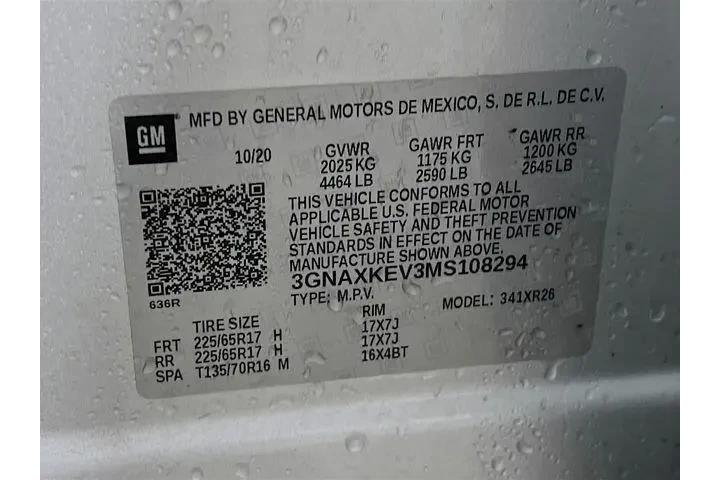 GM MFD BY GENERAL MOTORS DE MEXICO, S. DE R.L. DE C.V.
10/20 GVWR GAWR FRT GAWR RR
2025 KG 1175 KG 1200 KG
4464 LB 2590 LB 2645 LB
THIS VEHICLE CONFORMS TO ALL
APPLICABLE U.S. FEDERAL MOTOR
VEHICLE SAFETY AND THEFT PREVENTION
STANDARDS IN EFFECT ON THE DATE OF
MANUFACTURE SHOWN ABOVE.
3GNAXKEV3MS108294
636R TYPE: M.P.V. MODEL: 341XR26
TIRE SIZE RIM
FRT 225/65R17 H 17X7J
RR 225/65R17 H 17X7J
SPA T135/70R16 M 16X4BT